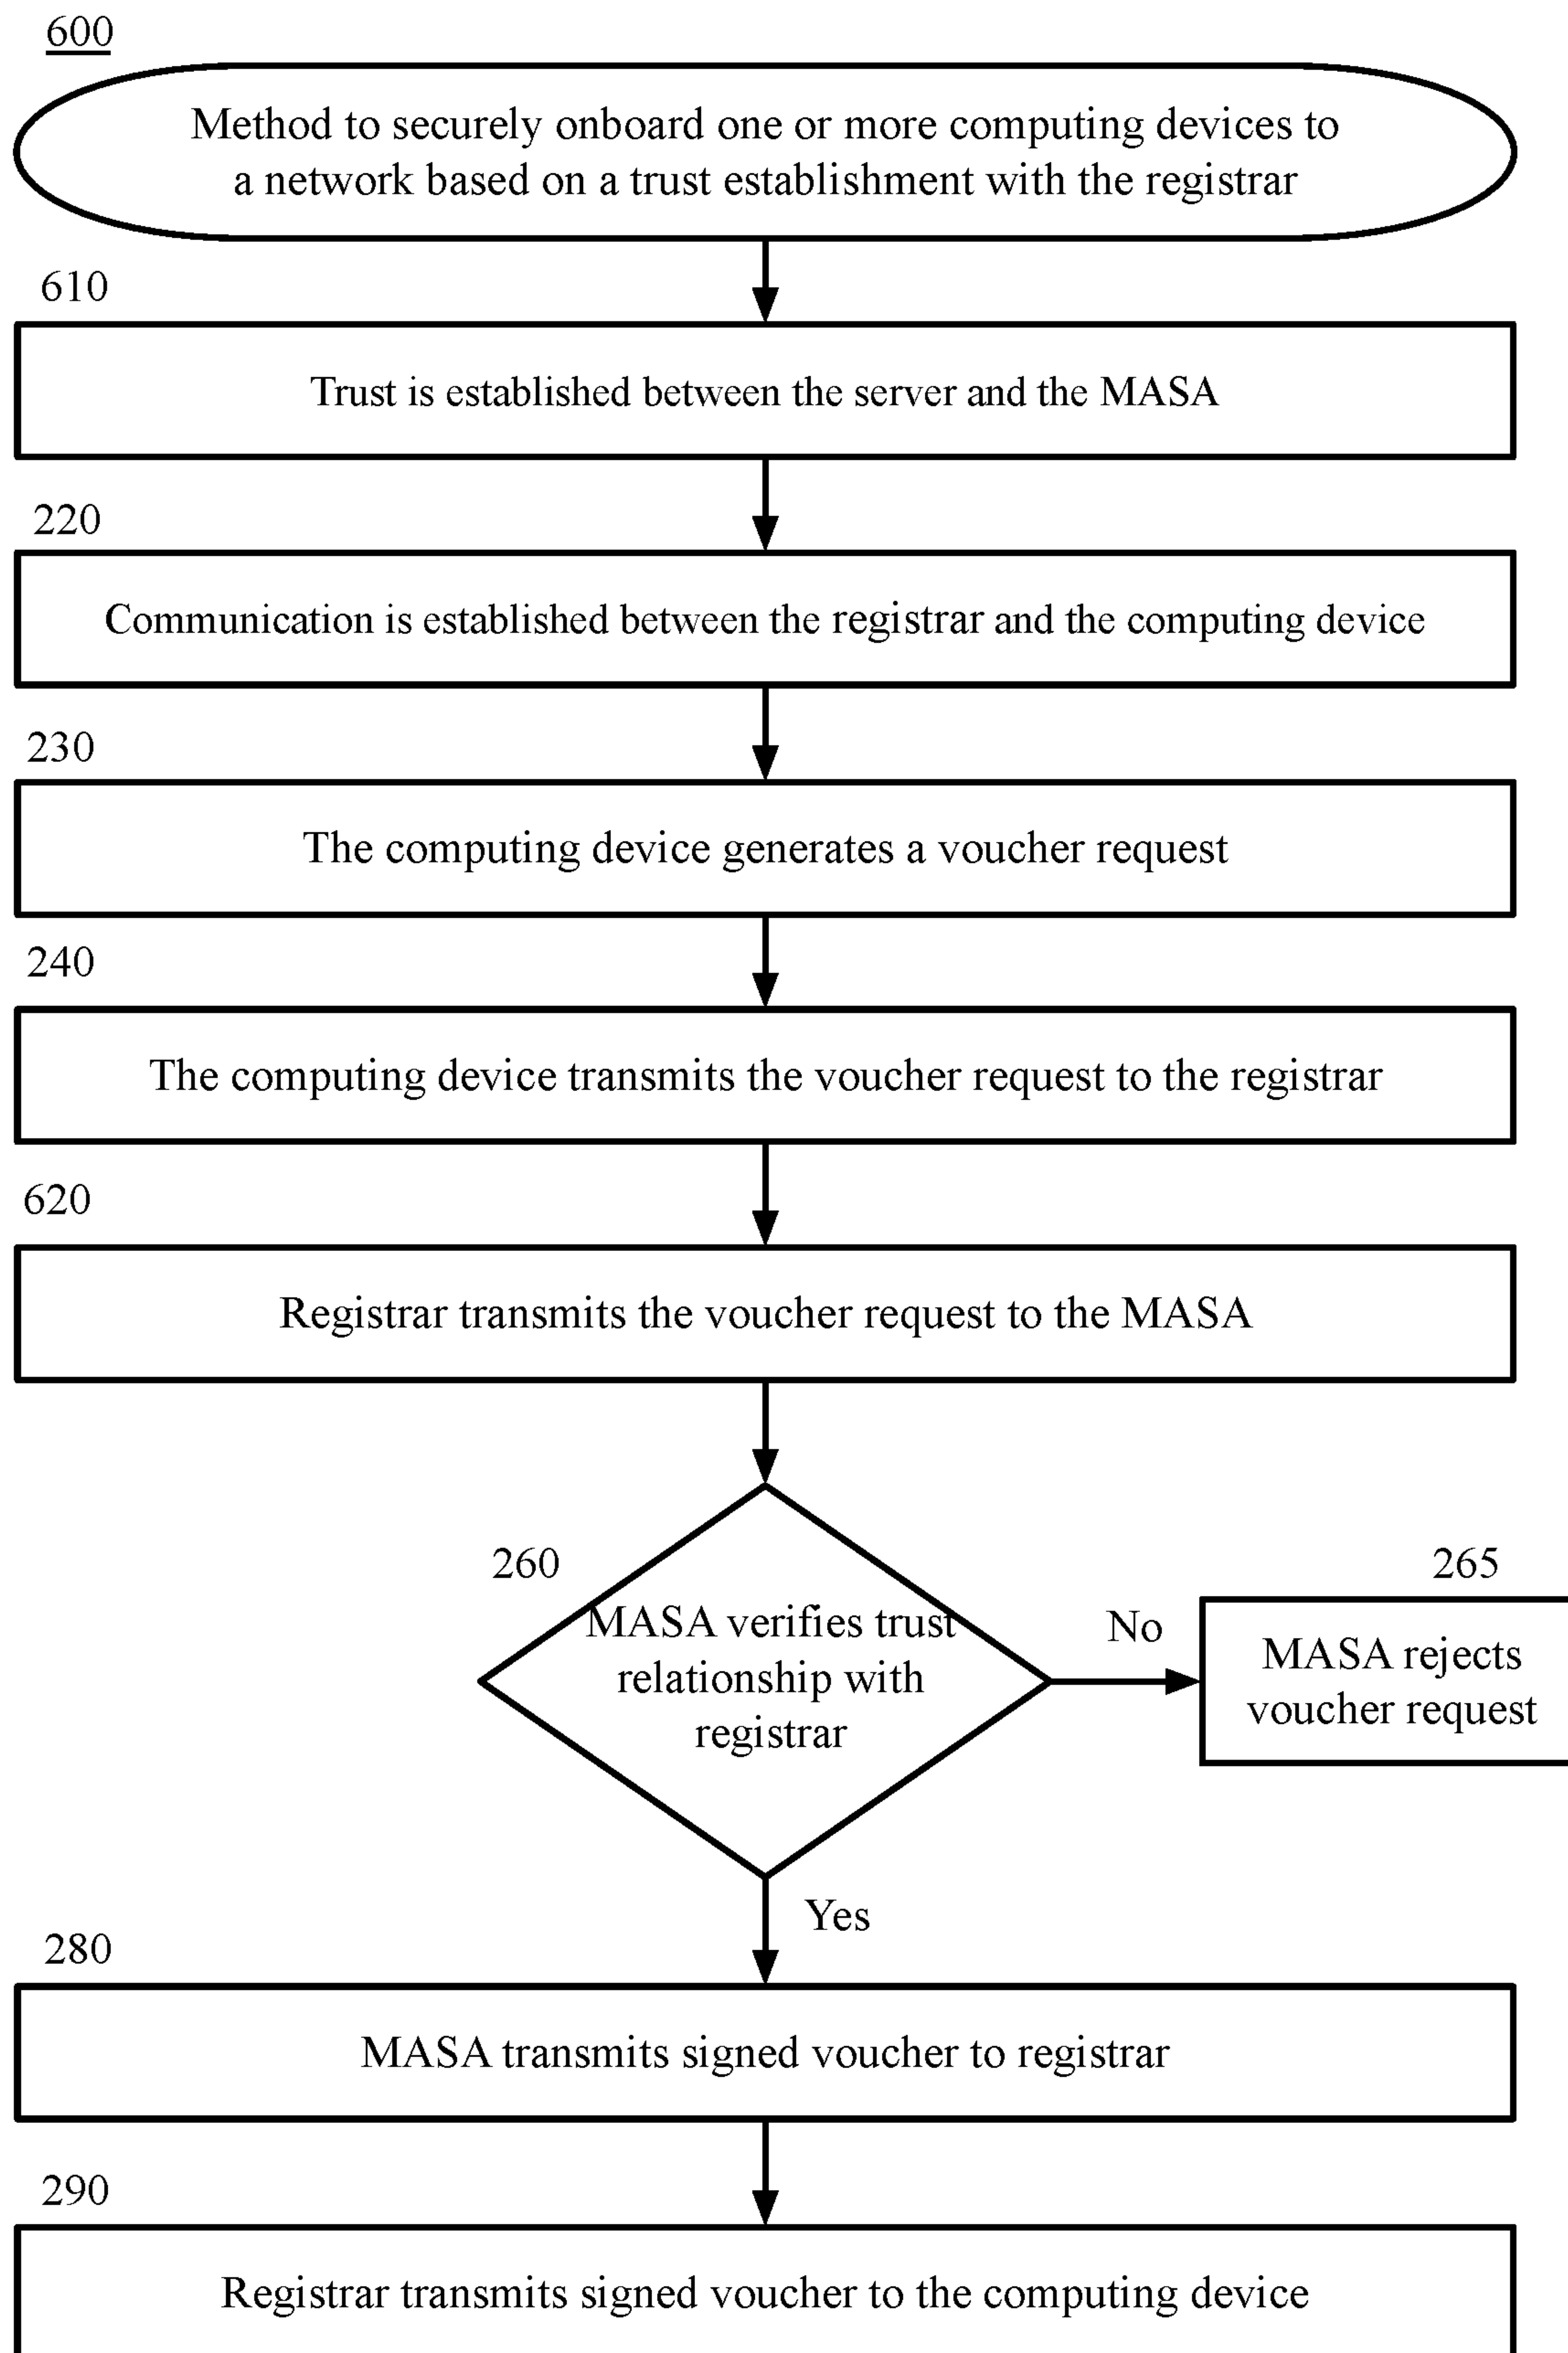 600
Method to securely onboard one or more computing devices to
a network based on a trust establishment with the registrar
610
Trust is established between the server and the MASA
220
Communication is established between the registrar and the computing device
230
The computing device generates a voucher request
240
The computing device transmits the voucher request to the registrar
620
Registrar transmits the voucher request to the MASA
260
MASA verifies trust
relationship with
registrar
No
265
MASA rejects
voucher request
Yes
280
MASA transmits signed voucher to registrar
290
Registrar transmits signed voucher to the computing device